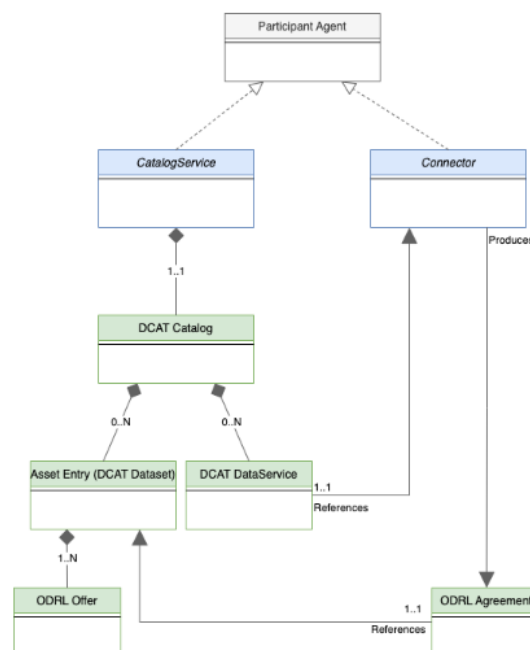 Participant Agent
CatalogService
Connector
Produces
1..1
DCAT Catalog
0..N
0..N
Asset Entry (DCAT Dataset)
DCAT DataService
1..1
References
1..N
ODRL Offer
1..1
ODRL Agreement
References